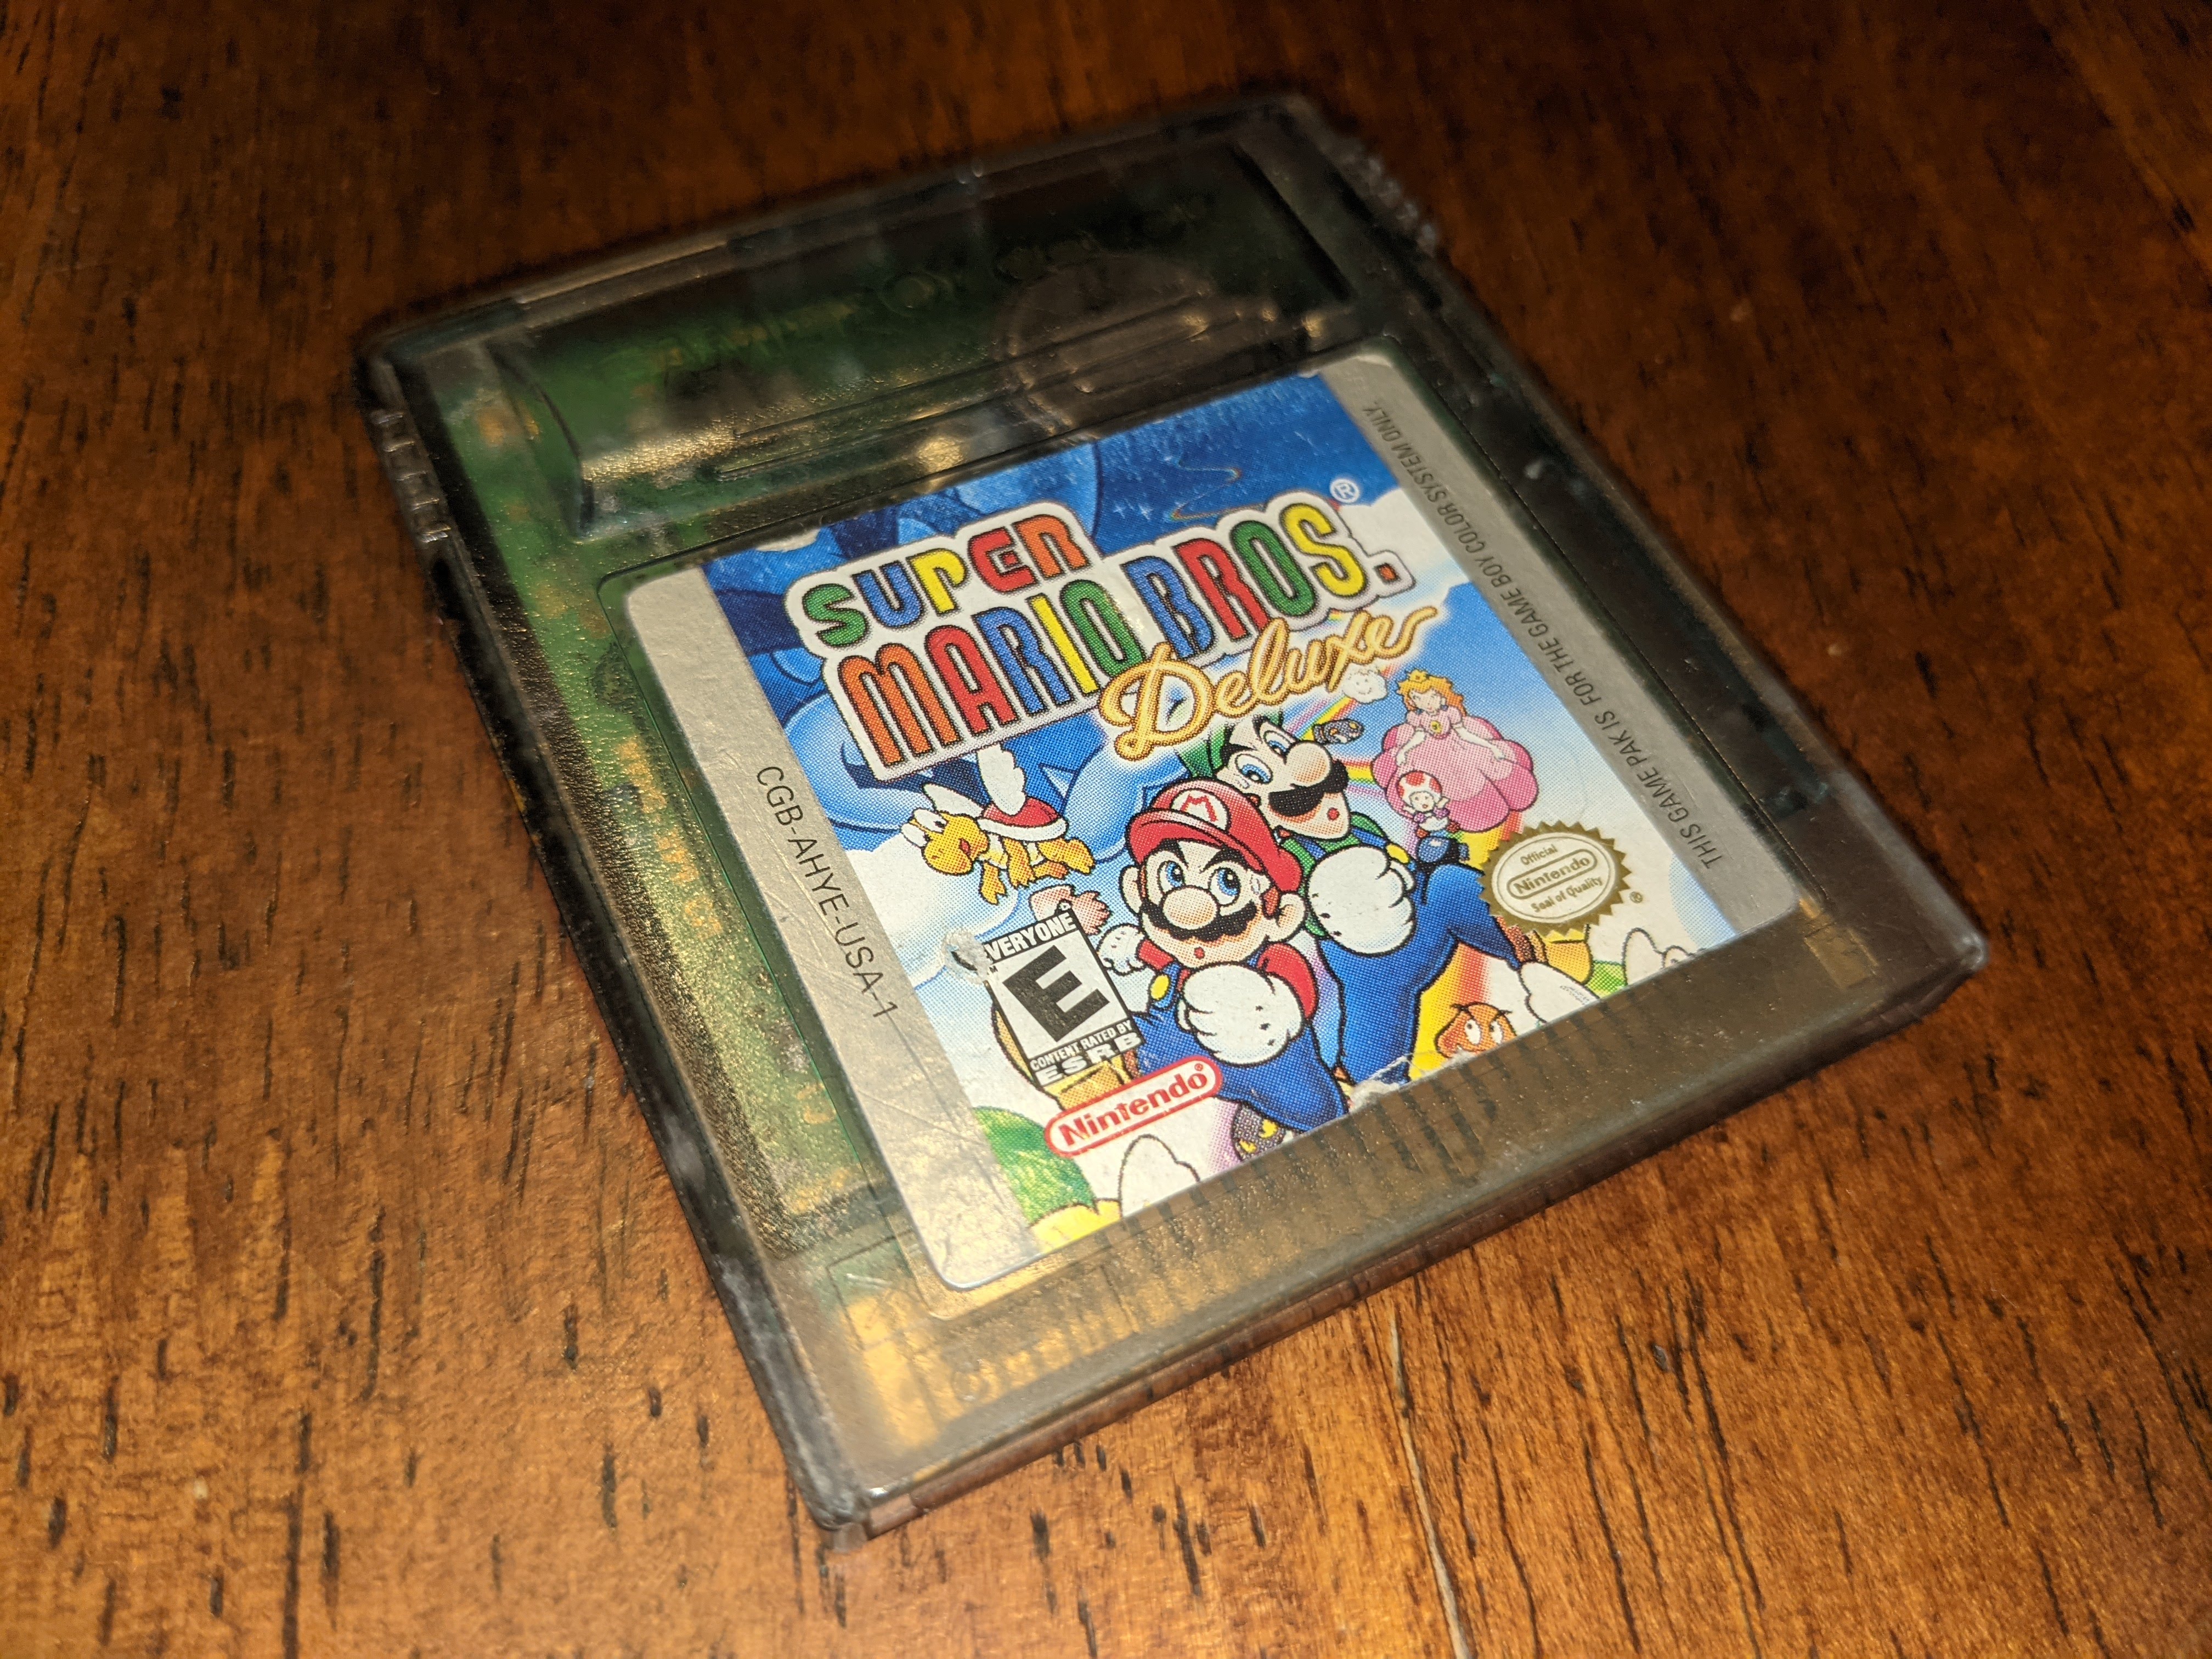 SUPER
MARIO BROS.®
Deluxe
THIS GAME PAK IS FOR THE GAME BOY COLOR SYSTEM ONLY.
CGB-AHYE-USA-1
M
Official
Nintendo
Seal of Quality
®
E
CONTENT RATED BY
ESRB
Nintendo®